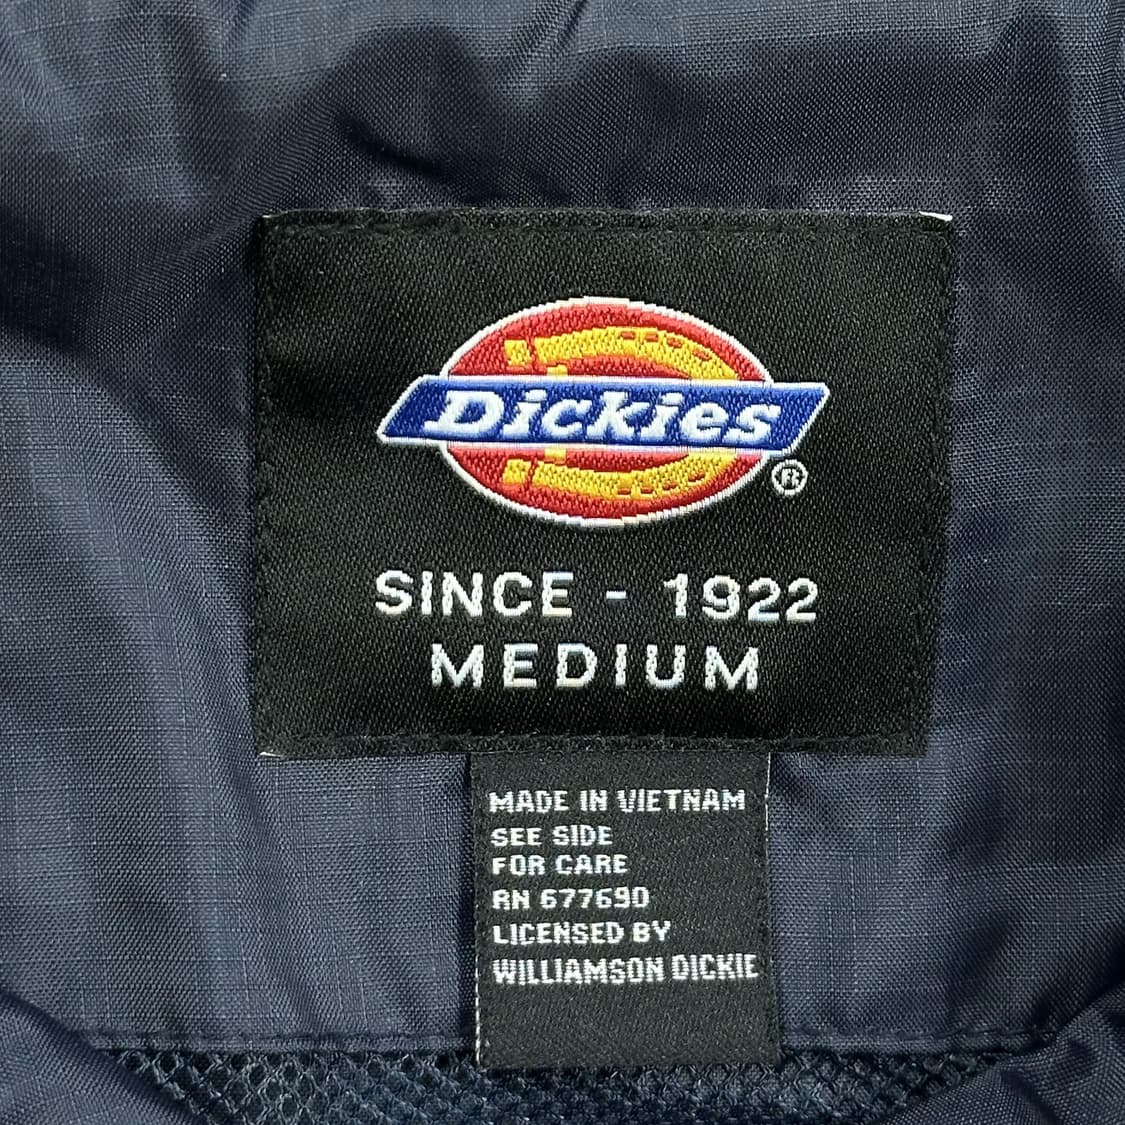 Dickies
®
SINCE - 1922
MEDIUM
MADE IN VIETNAM
SEE SIDE
FOR CARE
RN 677690
LICENSED BY
WILLIAMSON DICKIE